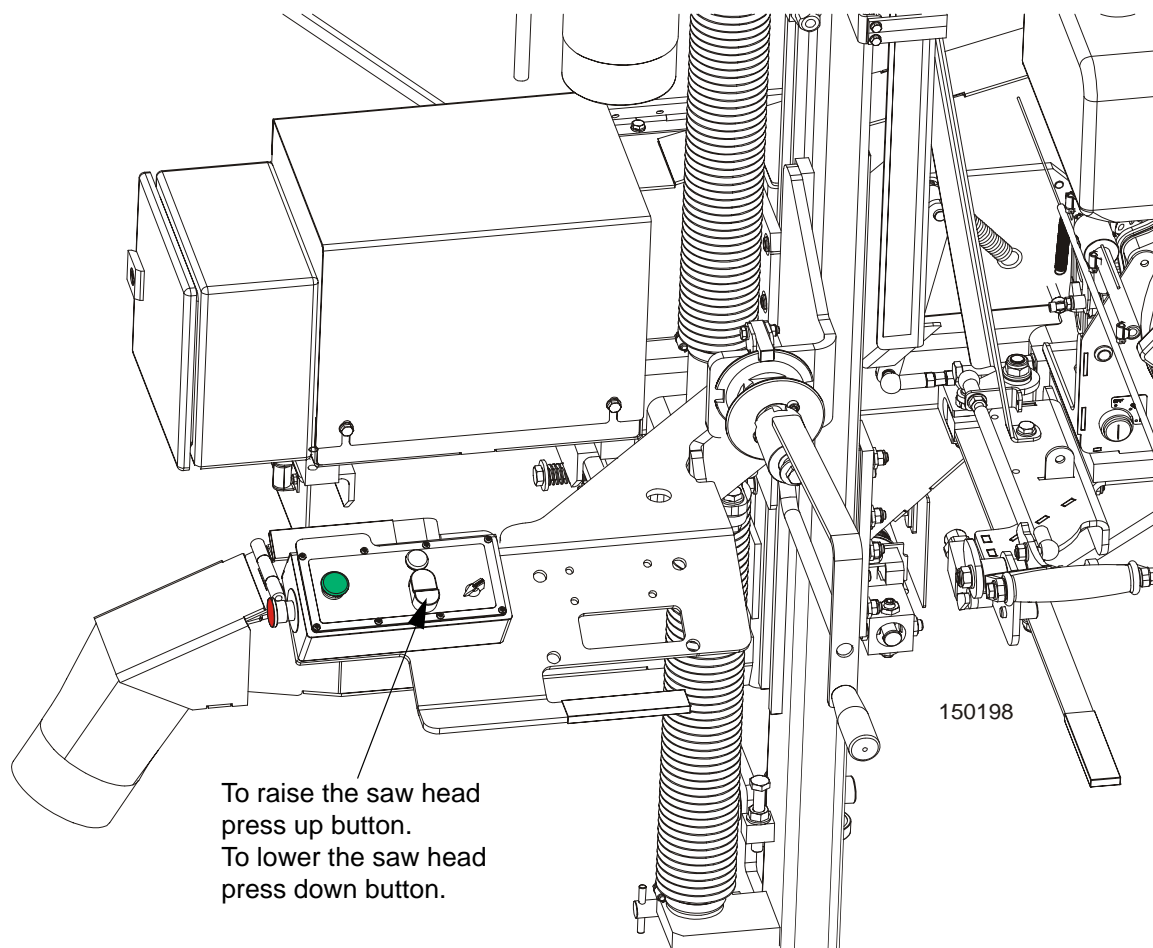 150198
To raise the saw head
press up button.
To lower the saw head
press down button.